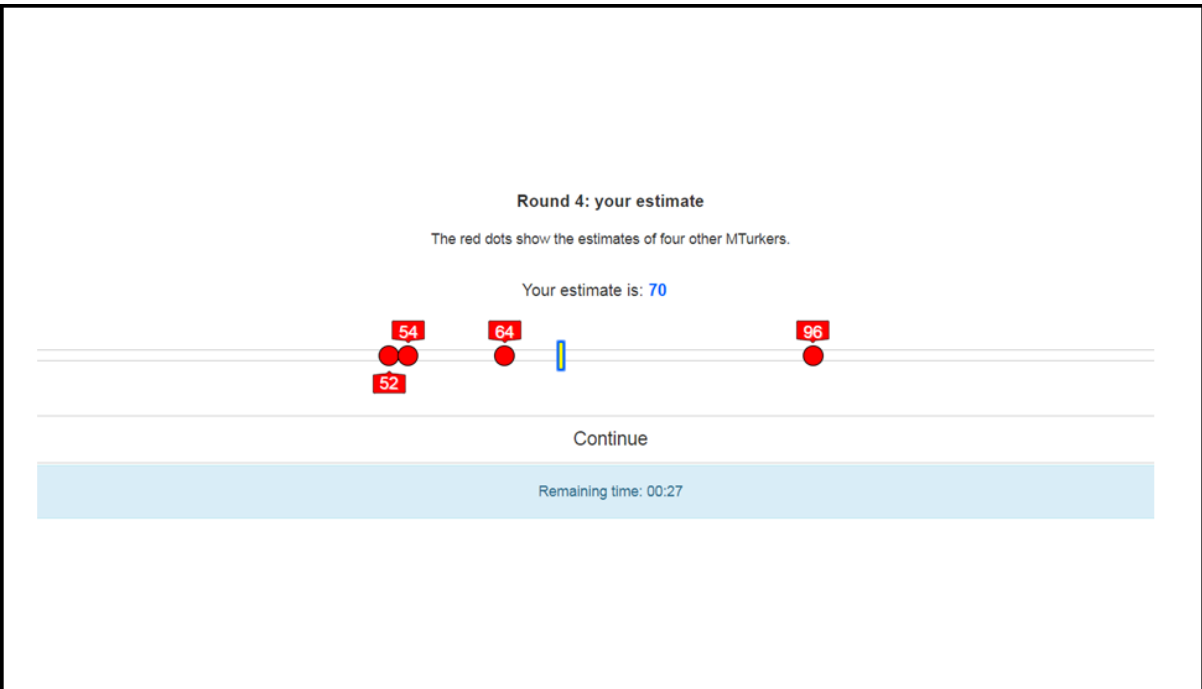 Round 4: your estimate
The red dots show the estimates of four other MTurkers.
Your estimate is: 70
54 64 96
52
Continue
Remaining time: 00:27